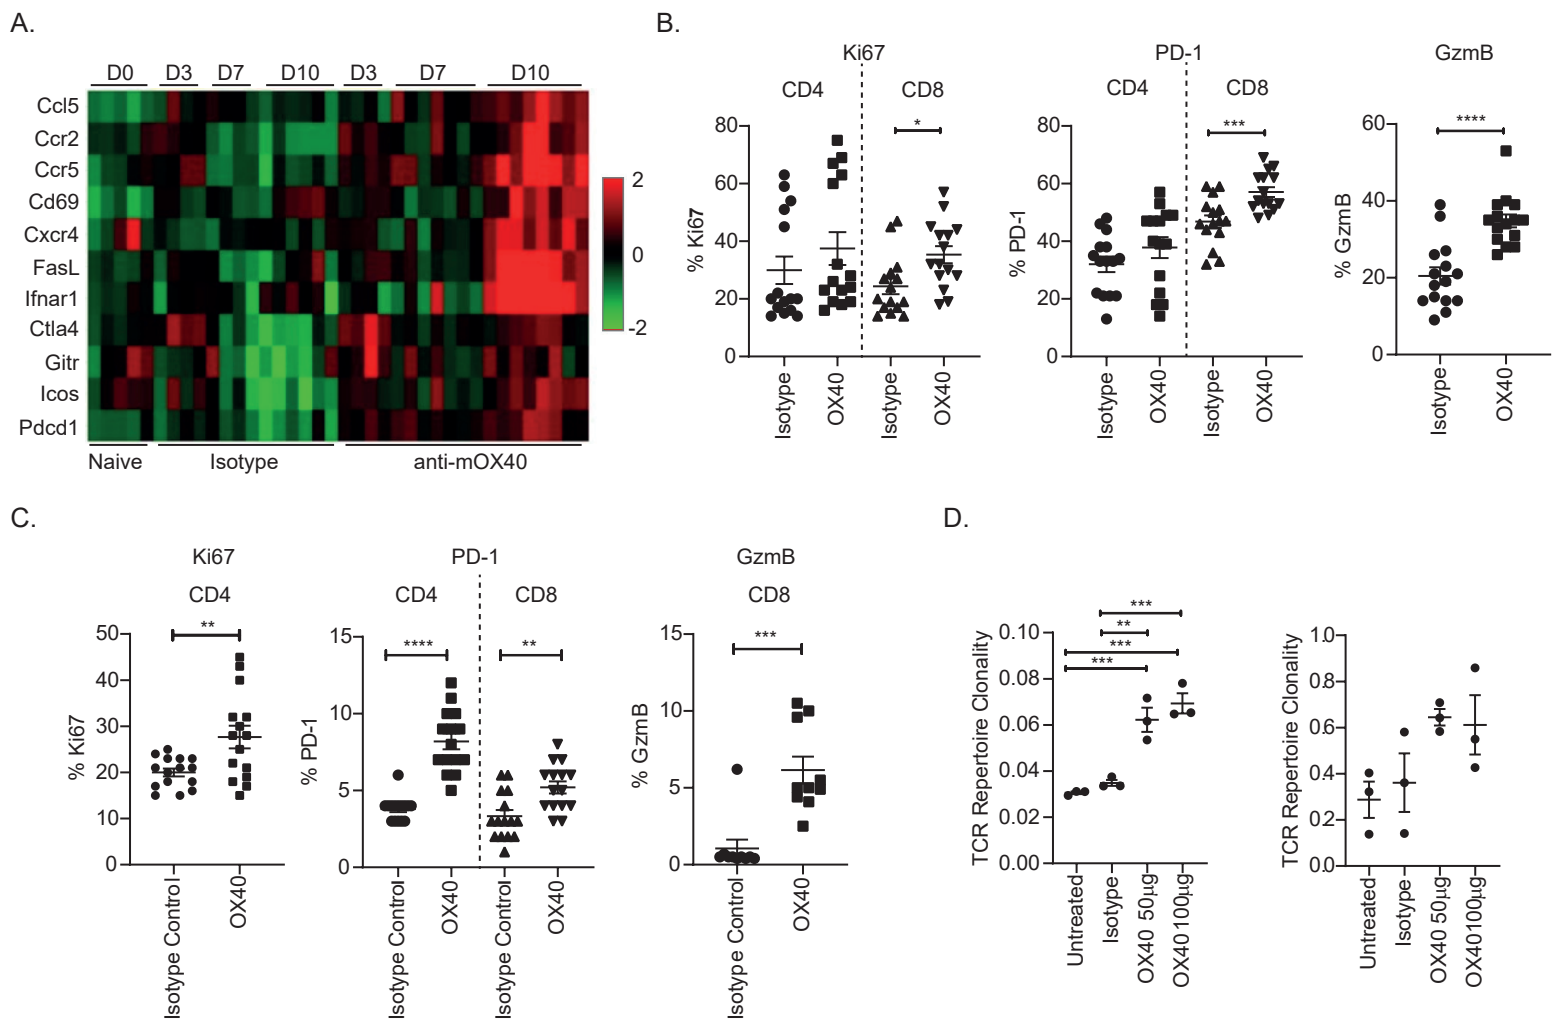 A.
D0 D3 D7 D10 D3 D7 D10
Ccl5
Ccr2
Ccr5
Cd69
Cxcr4
FasL
Ifnar1
Ctla4
Gitr
Icos
Pdcd1
Naive Isotype anti-mOX40
2
0
-2
B.
Ki67
CD4 CD8
*
% Ki67
80
60
40
20
0
Isotype
OX40
Isotype
OX40
PD-1
CD4 CD8
***
% PD-1
80
60
40
20
0
Isotype
OX40
Isotype
OX40
GzmB
****
% GzmB
60
40
20
0
Isotype
OX40
C.
Ki67
CD4
**
% Ki67
50
40
30
20
10
0
Isotype Control
OX40
PD-1
CD4 CD8
**** **
% PD-1
15
10
5
0
Isotype Control
OX40
Isotype Control
OX40
GzmB
CD8
***
% GzmB
15
10
5
0
Isotype Control
OX40
D.
***
**
***
***
TCR Repertoire Clonality
0.10
0.08
0.06
0.04
0.02
0.00
Untreated
Isotype
OX40 50µg
OX40100µg
TCR Repertoire Clonality
1.0
0.8
0.6
0.4
0.2
0.0
Untreated
Isotype
OX40 50µg
OX40100µg